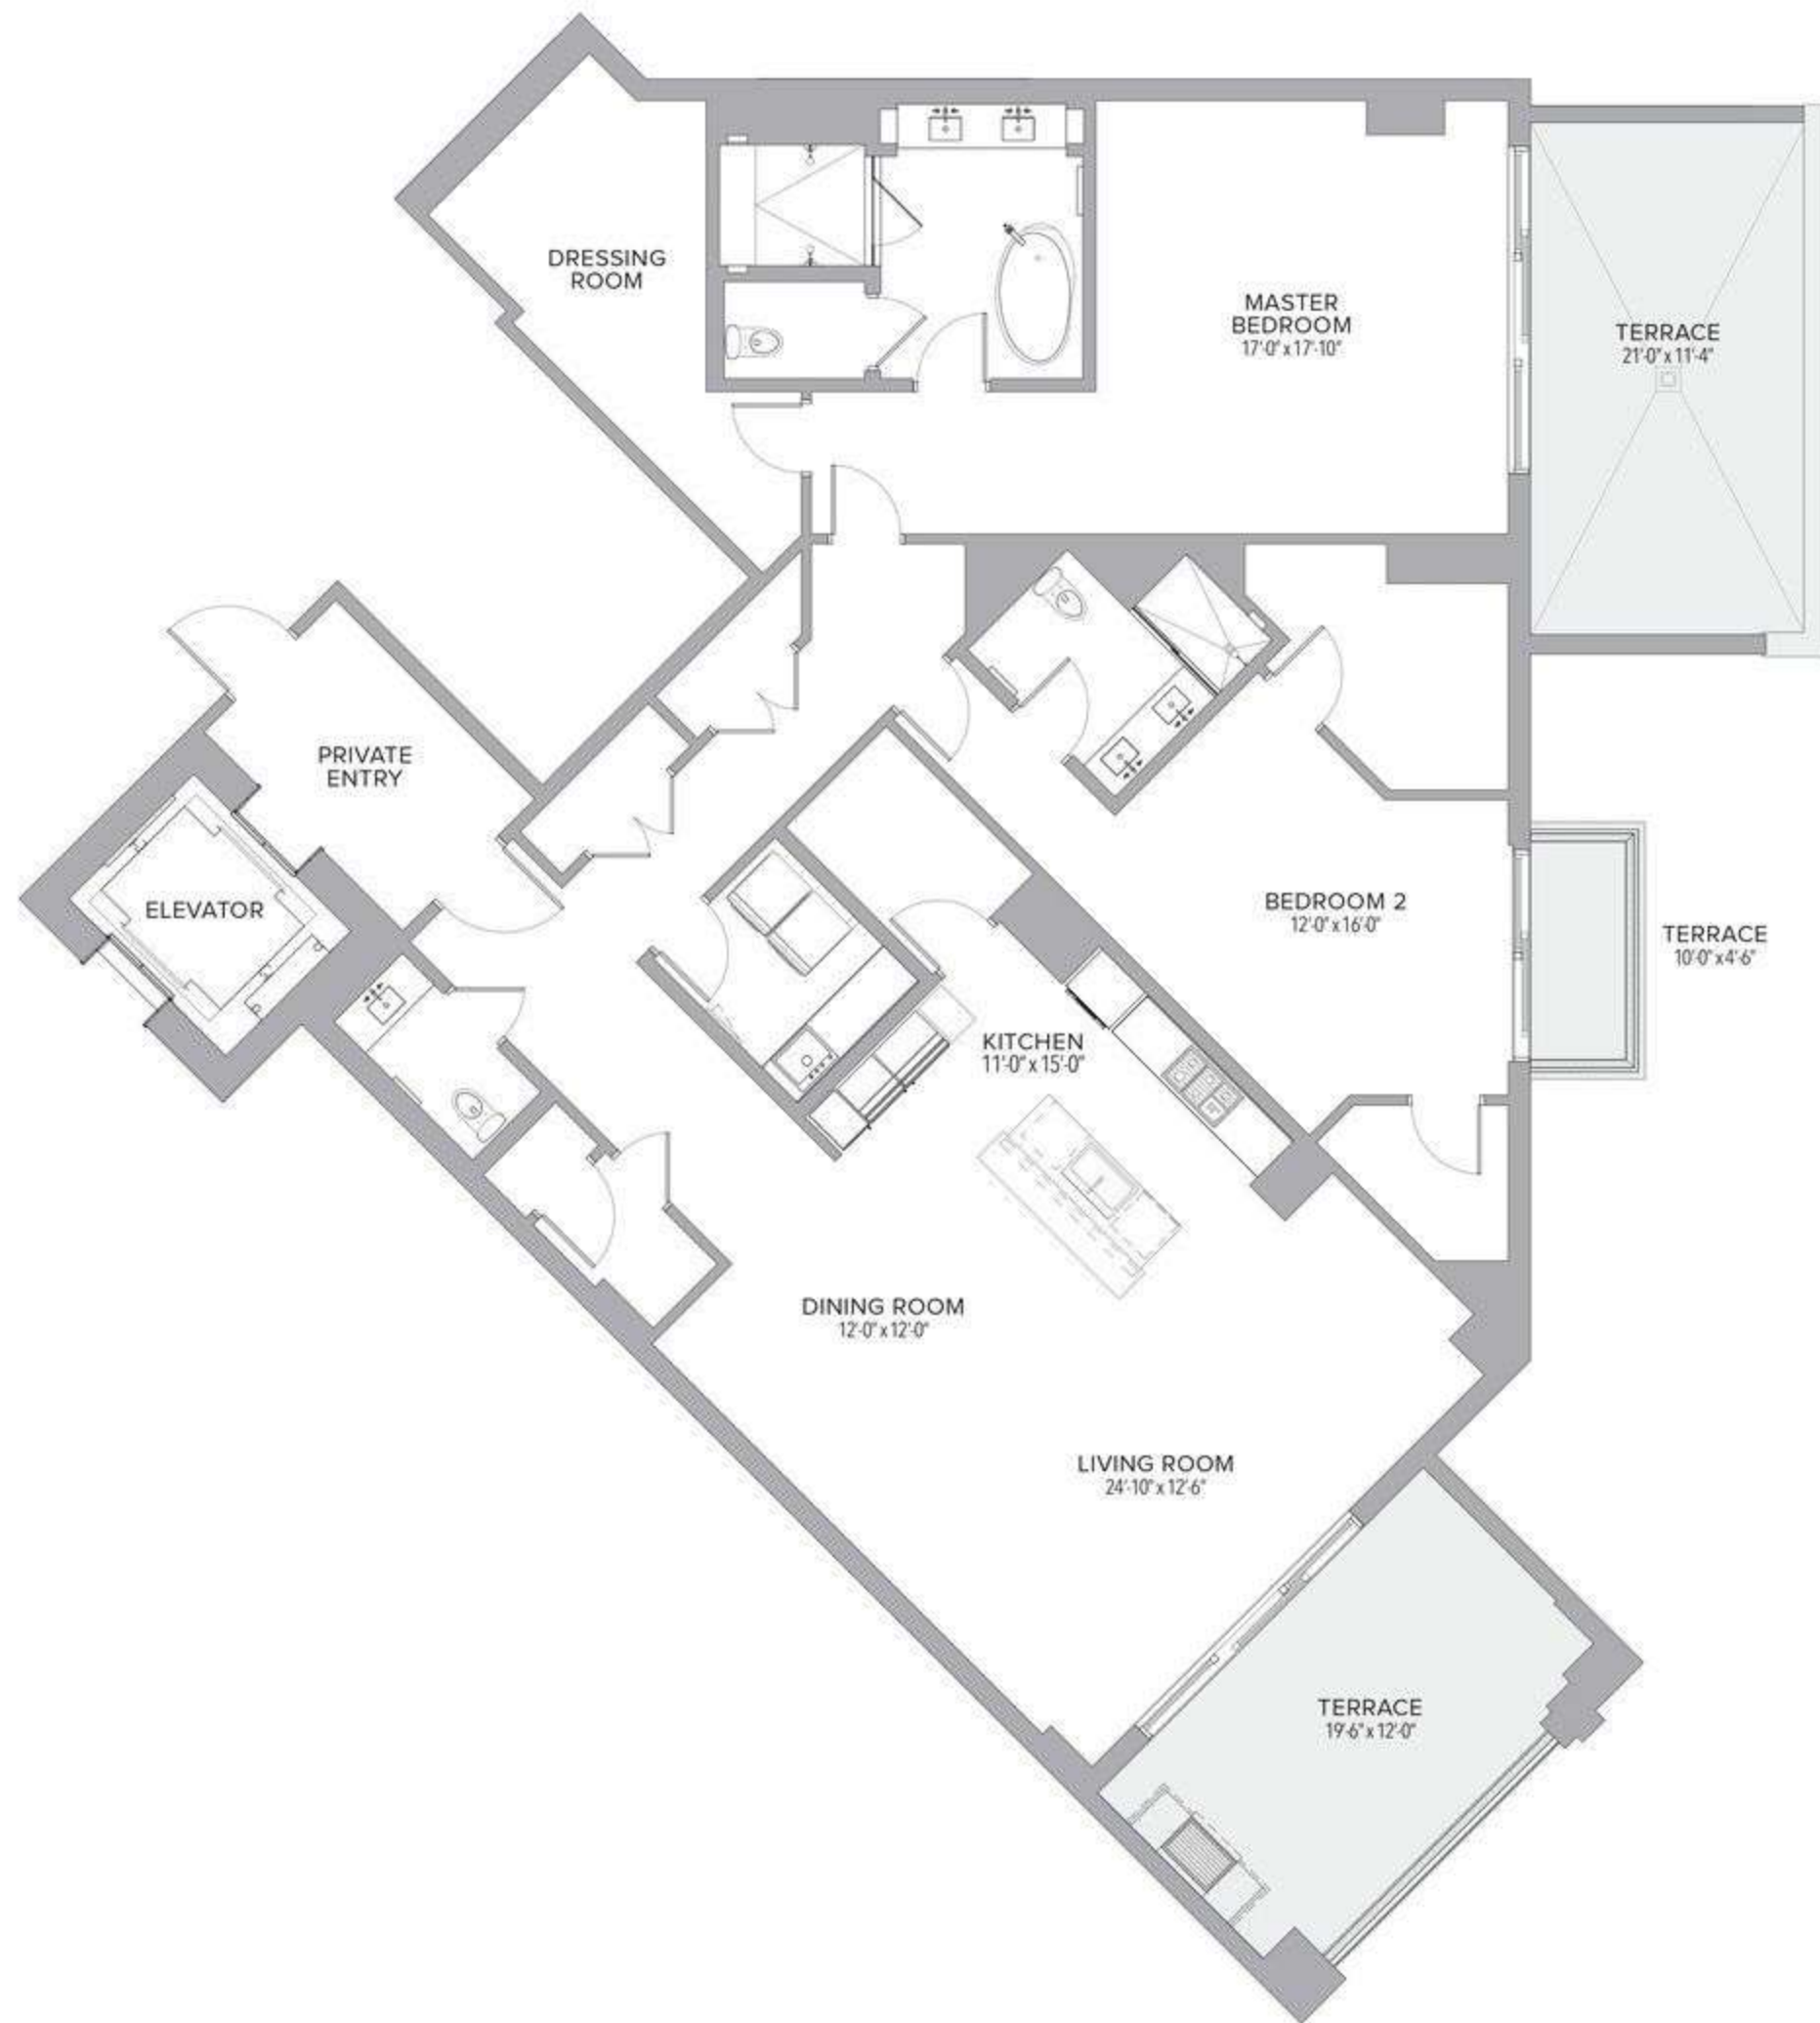 DRESSING
ROOM
MASTER
BEDROOM
17'-0" x 17'-10"
TERRACE
21'-0" x 11'-4"
PRIVATE
ENTRY
ELEVATOR
BEDROOM 2
12'-0" x 16'-0"
TERRACE
10'-0" x 4'-6"
KITCHEN
11'-0" x 15'-0"
DINING ROOM
12'-0" x 12'-0"
LIVING ROOM
24'-10" x 12'-6"
TERRACE
19'-6" x 12'-0"